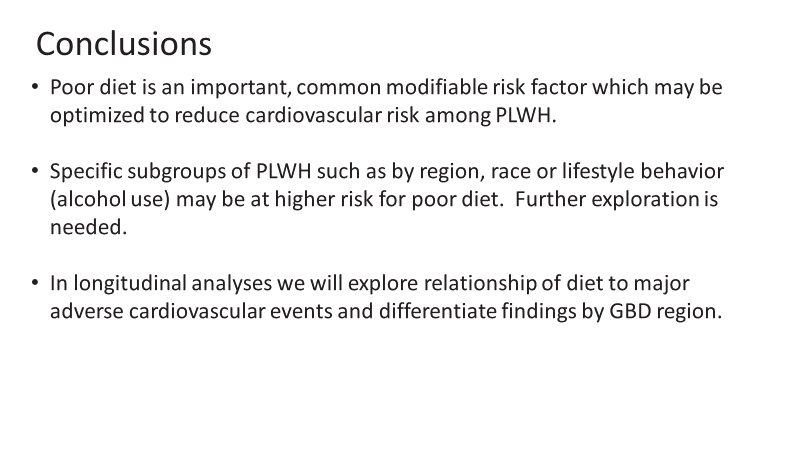 Conclusions
• Poor diet is an important, common modifiable risk factor which may be
optimized to reduce cardiovascular risk among PLWH.
• Specific subgroups of PLWH such as by region, race or lifestyle behavior
(alcohol use) may be at higher risk for poor diet.  Further exploration is
needed.
• In longitudinal analyses we will explore relationship of diet to major
adverse cardiovascular events and differentiate findings by GBD region.